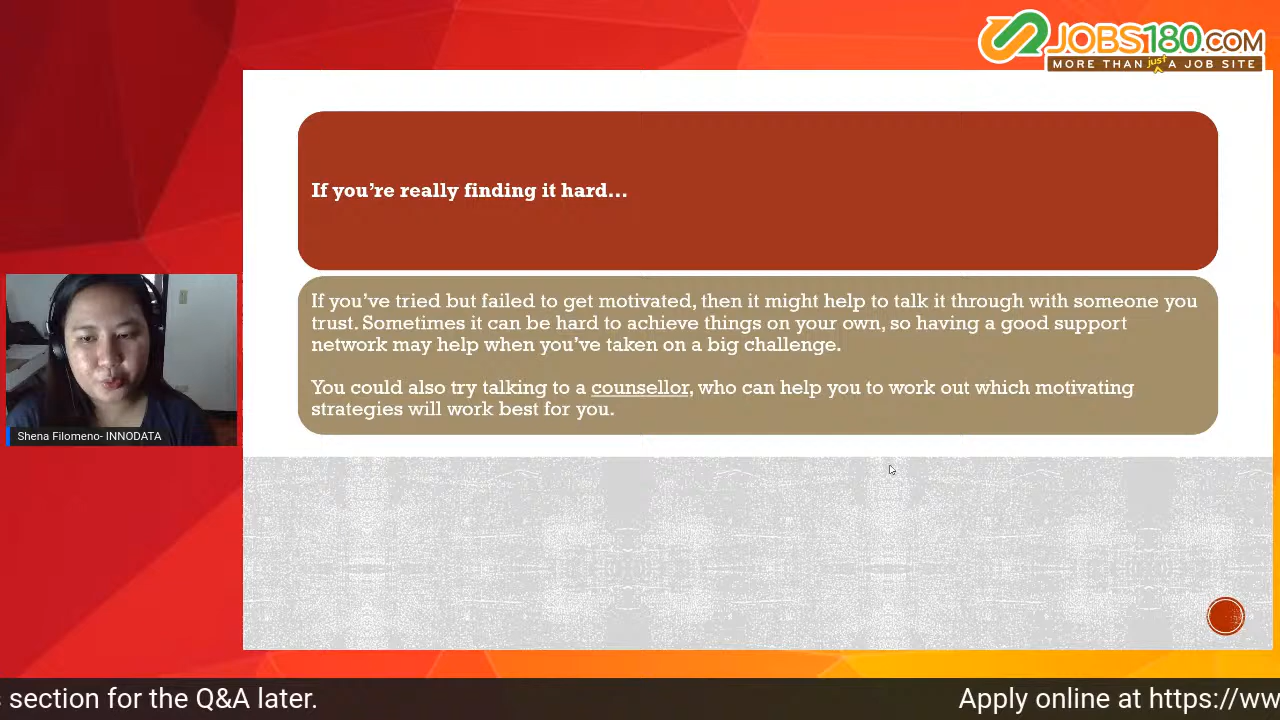 JOBS180.COM
MORE THAN just A JOB SITE
If you're really finding it hard...
If you've tried but failed to get motivated, then it might help to talk it through with someone you
trust. Sometimes it can be hard to achieve things on your own, so having a good support
network may help when you've taken on a big challenge.
You could also try talking to a counsellor, who can help you to work out which motivating
strategies will work best for you.
Shena Filomeno- INNODATA
section for the Q&A later.
Apply online at https://ww